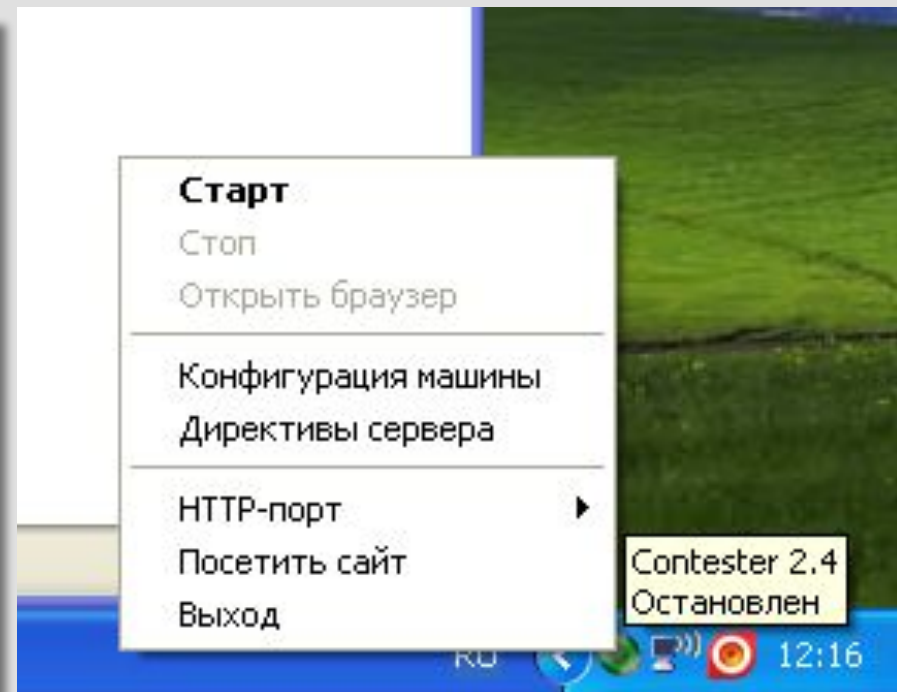 Старт
Стоп
Открыть браузер
Конфигурация машины
Директивы сервера
HTTP-порт
Посетить сайт
Выход
Contester 2.4
Остановлен
RU
12:16